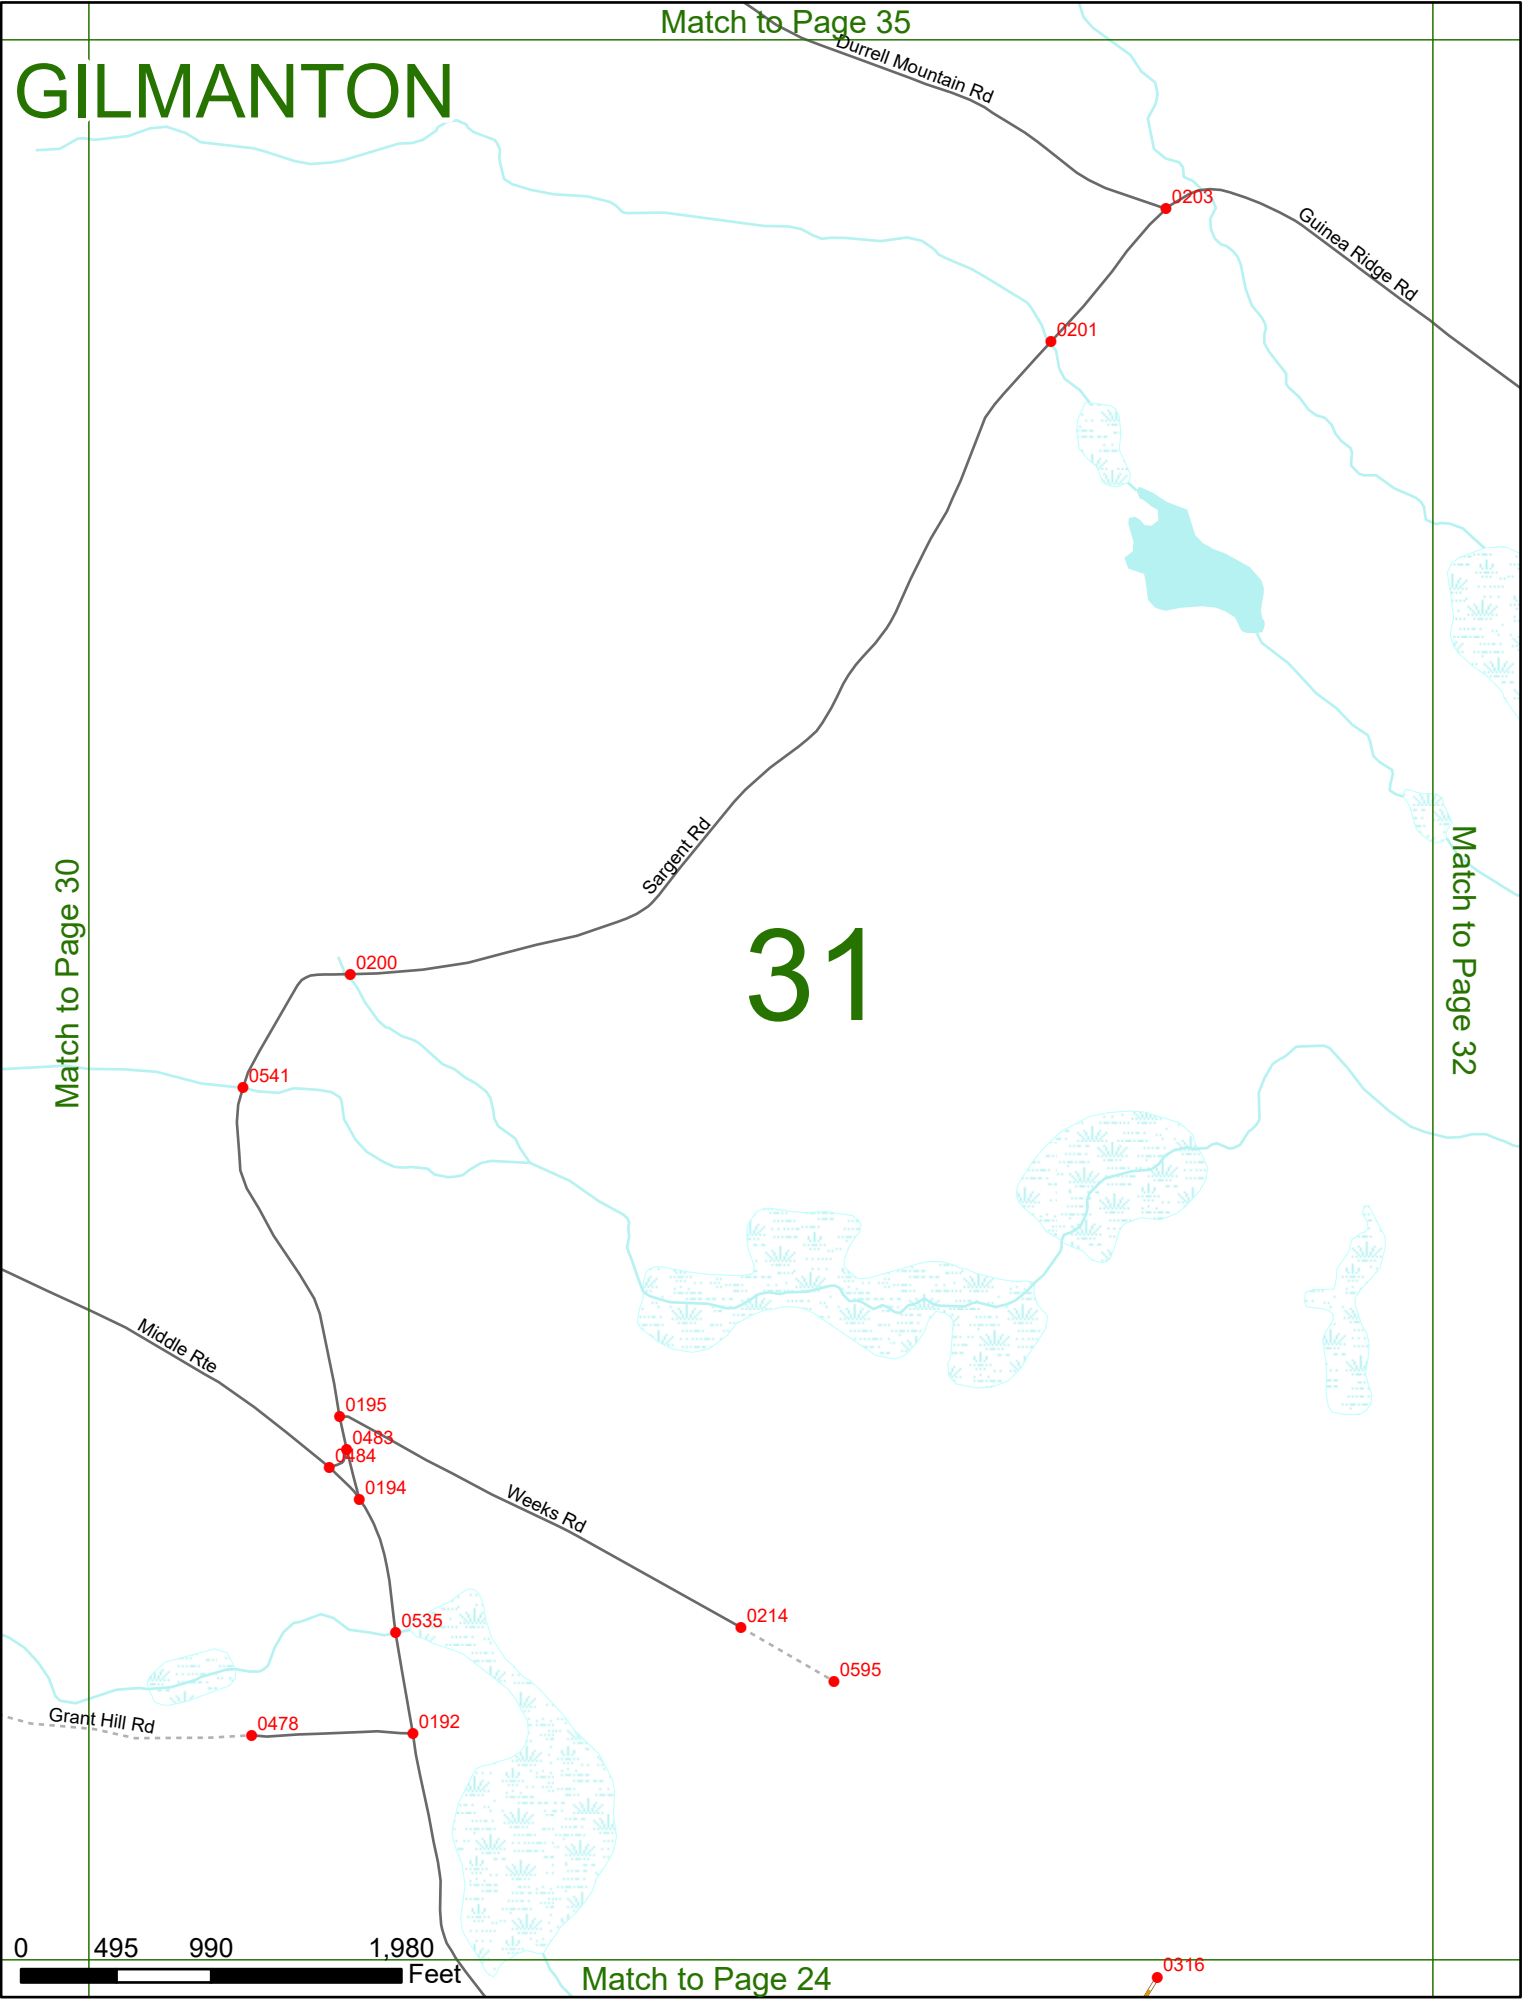 Match to Page 35
Durrell Mountain Rd
GILMANTON
0203
Guinea Ridge Rd
0201
Sargent Rd
Match to Page 30
Match to Page 32
31
0200
0541
Middle Rte
0195
0483
0484
0194
Weeks Rd
0214
0535
0595
Grant Hill Rd
0478
0192
0 495 990 1,980
Feet
Match to Page 24
0316